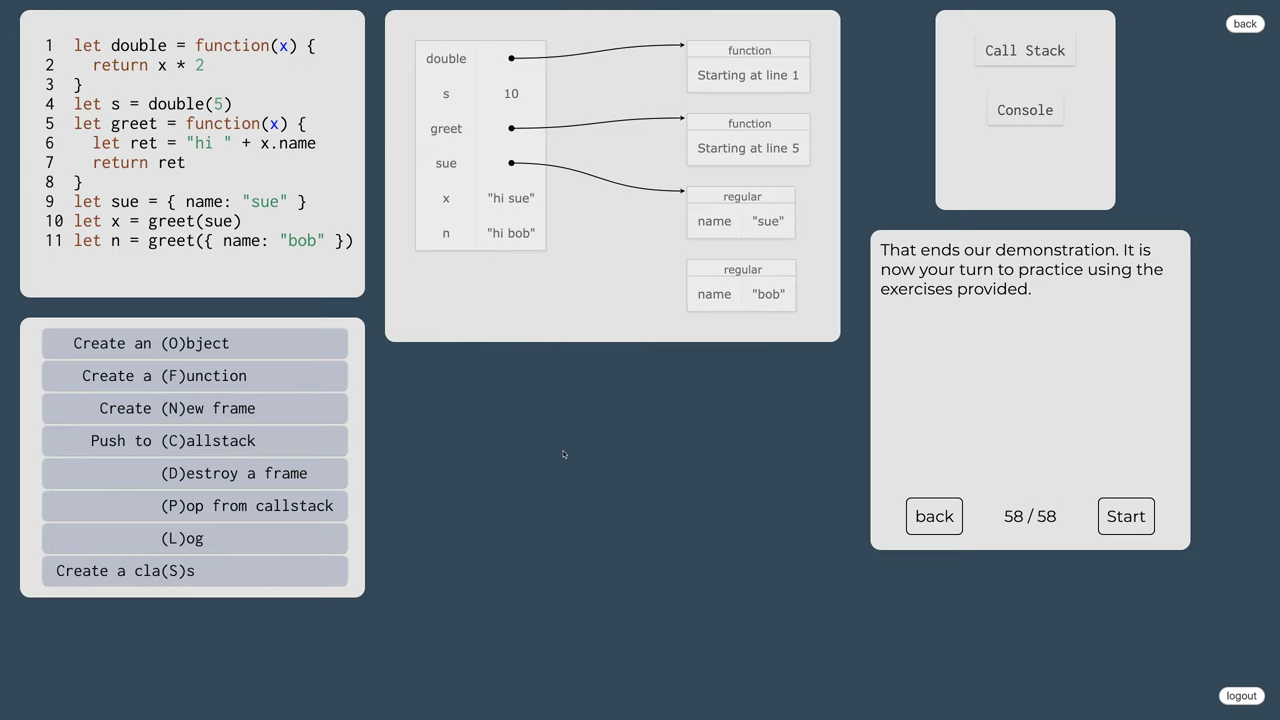 1 let double = function(x) {
2 return x * 2
3 }
4 let s = double(5)
5 let greet = function(x) {
6 let ret = "hi " + x.name
7 return ret
8 }
9 let sue = { name: "sue" }
10 let x = greet(sue)
11 let n = greet({ name: "bob" })
Create an (O)bject
Create a (F)unction
Create (N)ew frame
Push to (C)allstack
(D)estroy a frame
(P)op from callstack
(L)og
Create a cla(S)s
double
s 10
greet
sue
x "hi sue"
n "hi bob"
function
Starting at line 1
function
Starting at line 5
regular
name "sue"
regular
name "bob"
Call Stack
Console
back
That ends our demonstration. It is
now your turn to practice using the
exercises provided.
back 58 / 58 Start
logout